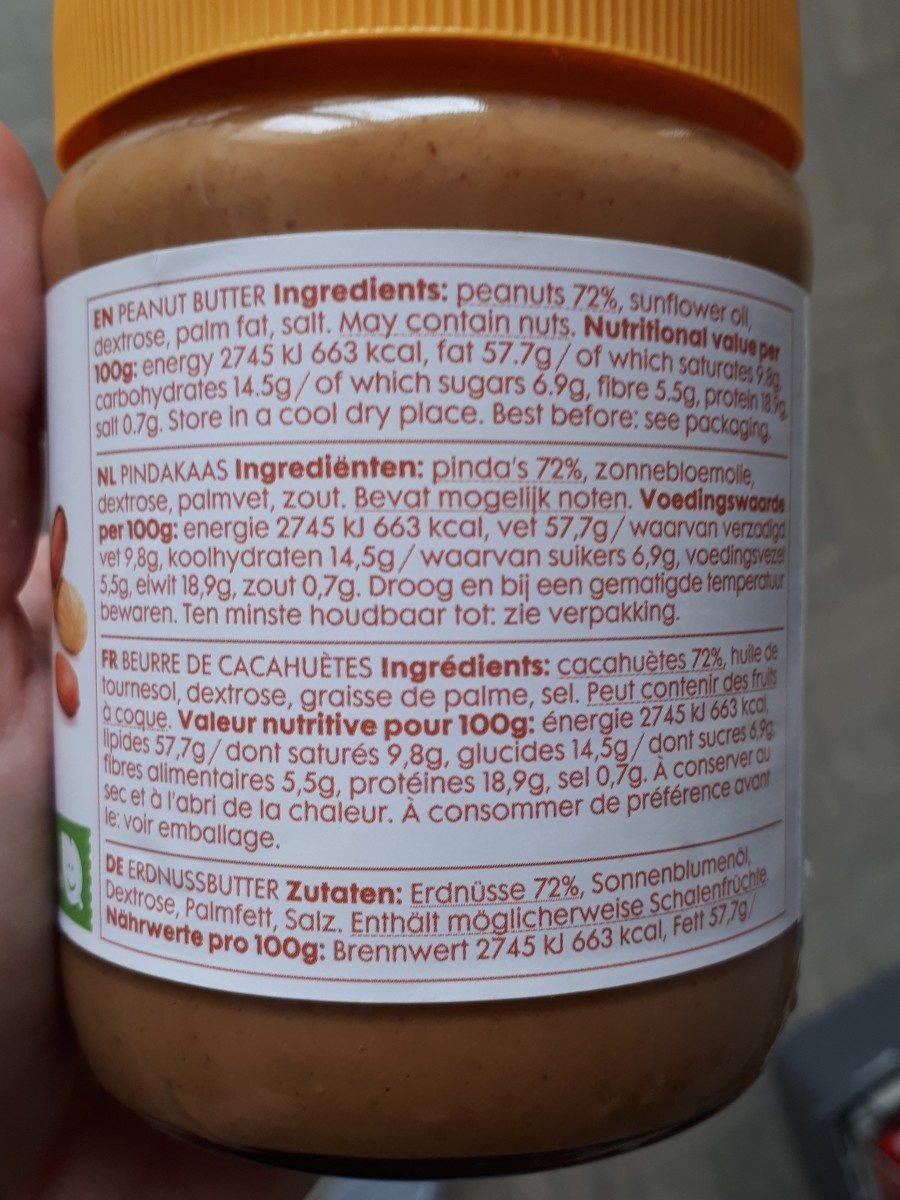 EN PEANUT BUTTER Ingredients: peanuts 72%, sunflower oil,
dextrose, palm fat, salt. May contain nuts. Nutritional value per
100g: energy 2745 kJ 663 kcal, fat 57.7g/ of which saturates 9.8g,
carbohydrates 14.5g/ of which sugars 6.9g, fibre 5.5g, protein 18.9g,
salt 0.7g. Store in a cool dry place. Best before: see packaging.
NL PINDAKAAS Ingrediënten: pinda's 72%, zonnebloemolie,
dextrose, palmvet, zout. Bevat mogelijk noten. Voedingswaarde
per 100g: energie 2745 kJ 663 kcal, vet 57,7g/ waarvan verzadigd
vet 9,8g, koolhydraten 14,5g/ waarvan suikers 6,9g, voedingsvezel
5,5g, eiwit 18,9g, zout 0,7g. Droog en bij een gematigde temperatuur
bewaren. Ten minste houdbaar tot: zie verpakking.
FR BEURRE DE CACAHUÈTES Ingrédients: cacahuètes 72%, huile de
tournesol, dextrose, graisse de palme, sel. Peut contenir des fruits
à coque. Valeur nutritive pour 100g: énergie 2745 kJ 663 kcal,
lipides 57,7g/ dont saturés 9,8g, glucides 14,5g/ dont sucres 6,9g,
fibres alimentaires 5,5g, protéines 18,9g, sel 0,7g. À conserver au
sec et à l'abri de la chaleur. À consommer de préférence avant
le: voir emballage.
DE ERDNUSSBUTTER Zutaten: Erdnüsse 72%, Sonnenblumenöl,
Dextrose, Palmfett, Salz. Enthält möglicherweise Schalenfrüchte.
Nährwerte pro 100g: Brennwert 2745 kJ 663 kcal, Fett 57,7g/